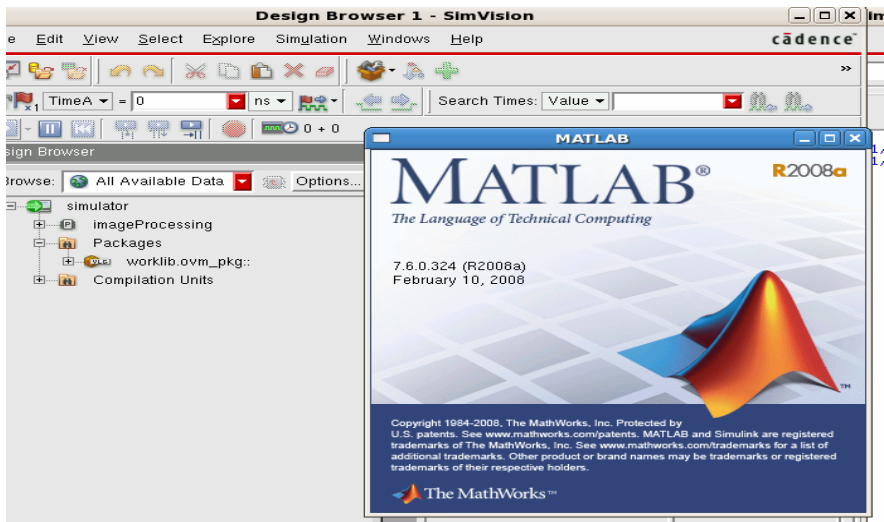 Design Browser 1 - SimVision
e Edit View Select Explore Simulation Windows Help
cādence
1 TimeA = 0 ns Search Times: Value
0 + 0
sign Browser
Browse: All Available Data Options...
simulator
imageProcessing
Packages
worklib.ovm_pkg::
Compilation Units
MATLAB
MATLAB®
R2008a
The Language of Technical Computing
7.6.0.324 (R2008a)
February 10, 2008
TM
Copyright 1984-2008, The MathWorks, Inc. Protected by
U.S. patents. See www.mathworks.com/patents. MATLAB and Simulink are registered
trademarks of The MathWorks, Inc. See www.mathworks.com/trademarks for a list of
additional trademarks. Other product or brand names may be trademarks or registered
trademarks of their respective holders.
The MathWorks™